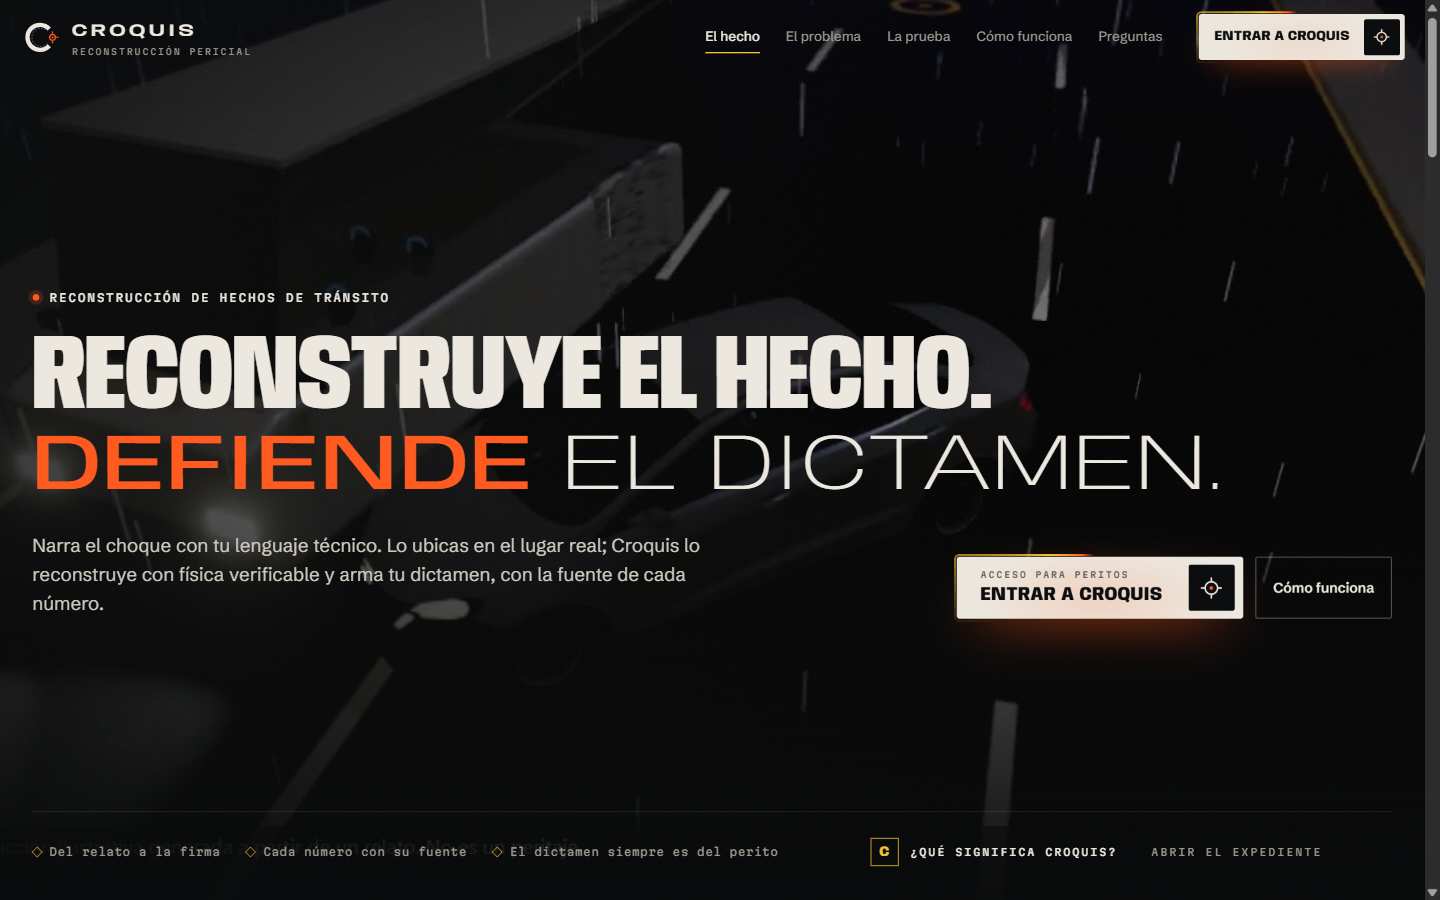 CROQUIS
RECONSTRUCCIÓN PERICIAL
El hecho
El problema
La prueba
Cómo funciona
Preguntas
ENTRAR A CROQUIS
RECONSTRUCCIÓN DE HECHOS DE TRÁNSITO
RECONSTRUYE EL HECHO.
DEFIENDE EL DICTAMEN.
Narra el choque con tu lenguaje técnico. Lo ubicas en el lugar real; Croquis lo
reconstruye con física verificable y arma tu dictamen, con la fuente de cada
número.
ACCESO PARA PERITOS
ENTRAR A CROQUIS
Cómo funciona
Del relato a la firma
Cada número con su fuente
El dictamen siempre es del perito
C
¿QUÉ SIGNIFICA CROQUIS?
ABRIR EL EXPEDIENTE